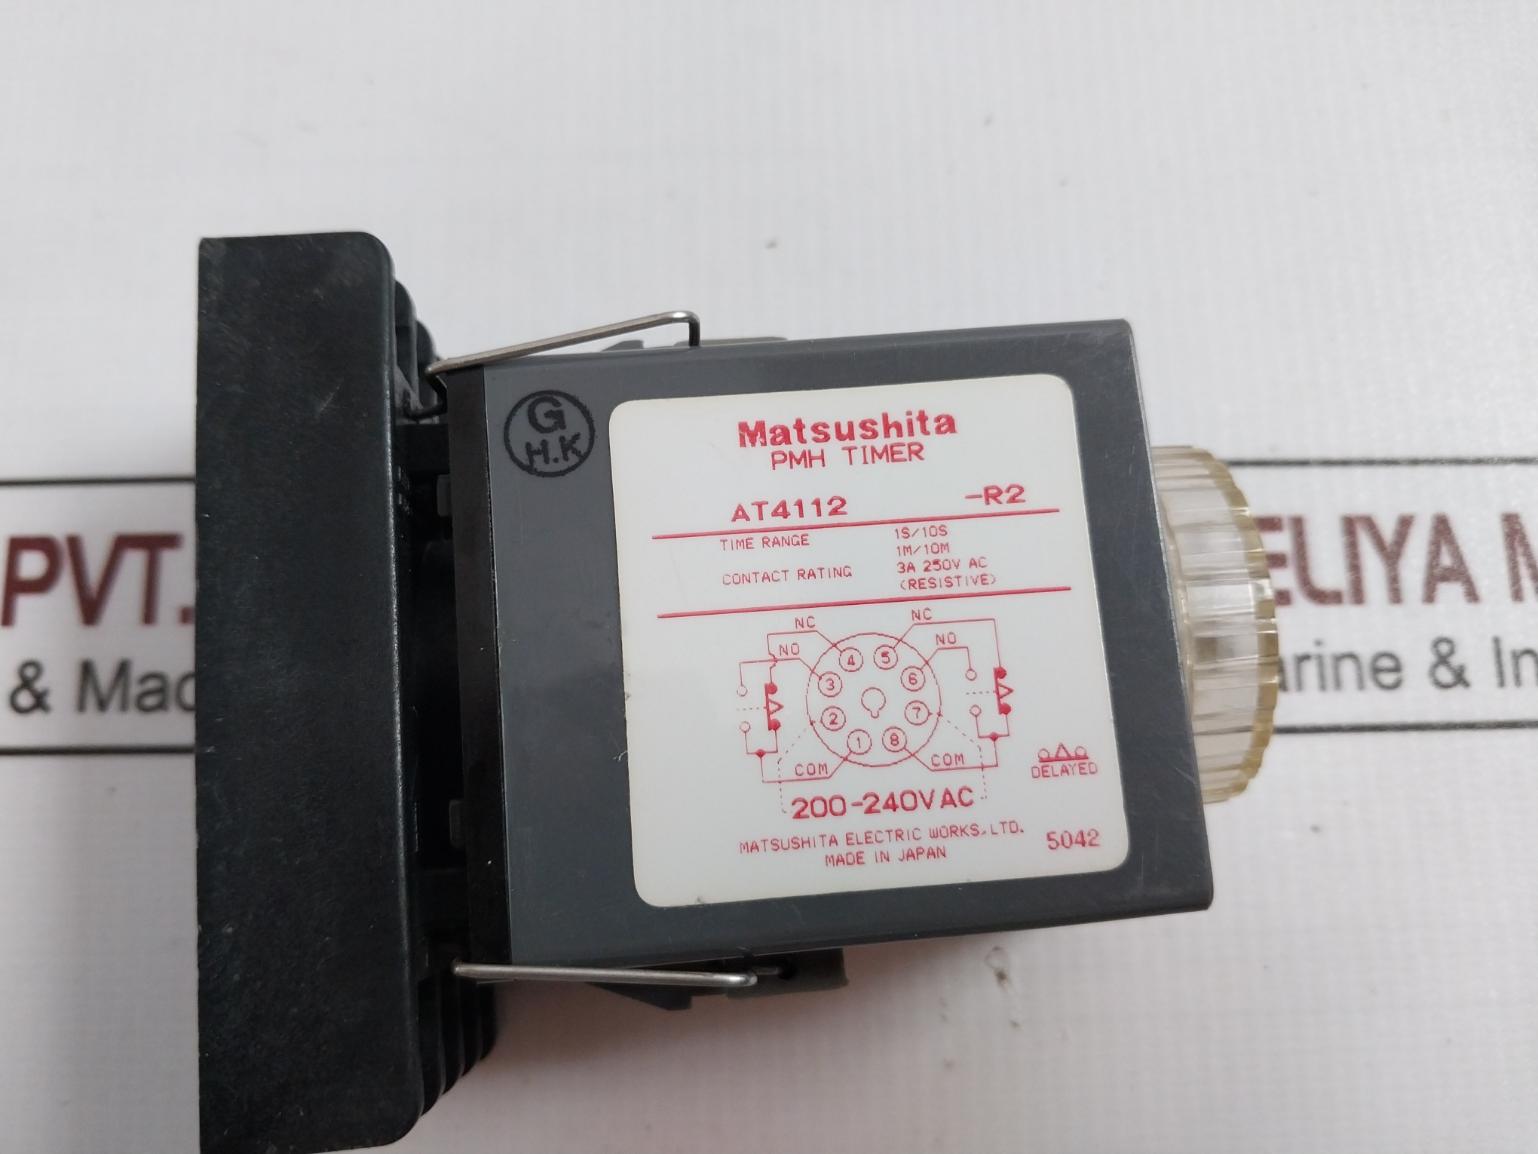 G
H.K
Matsushita
PMH TIMER
AT4112 -R2
TIME RANGE 1S/10S
1M/10M
CONTACT RATING 3A 250V AC
(RESISTIVE)
NC NC
NO NO
4 5
3 6
2 7
1 8
COM COM
DELAYED
200-240VAC
MATSUSHITA ELECTRIC WORKS,LTD.
MADE IN JAPAN
5042
PVT. ELIYA M
& Mac arine & In